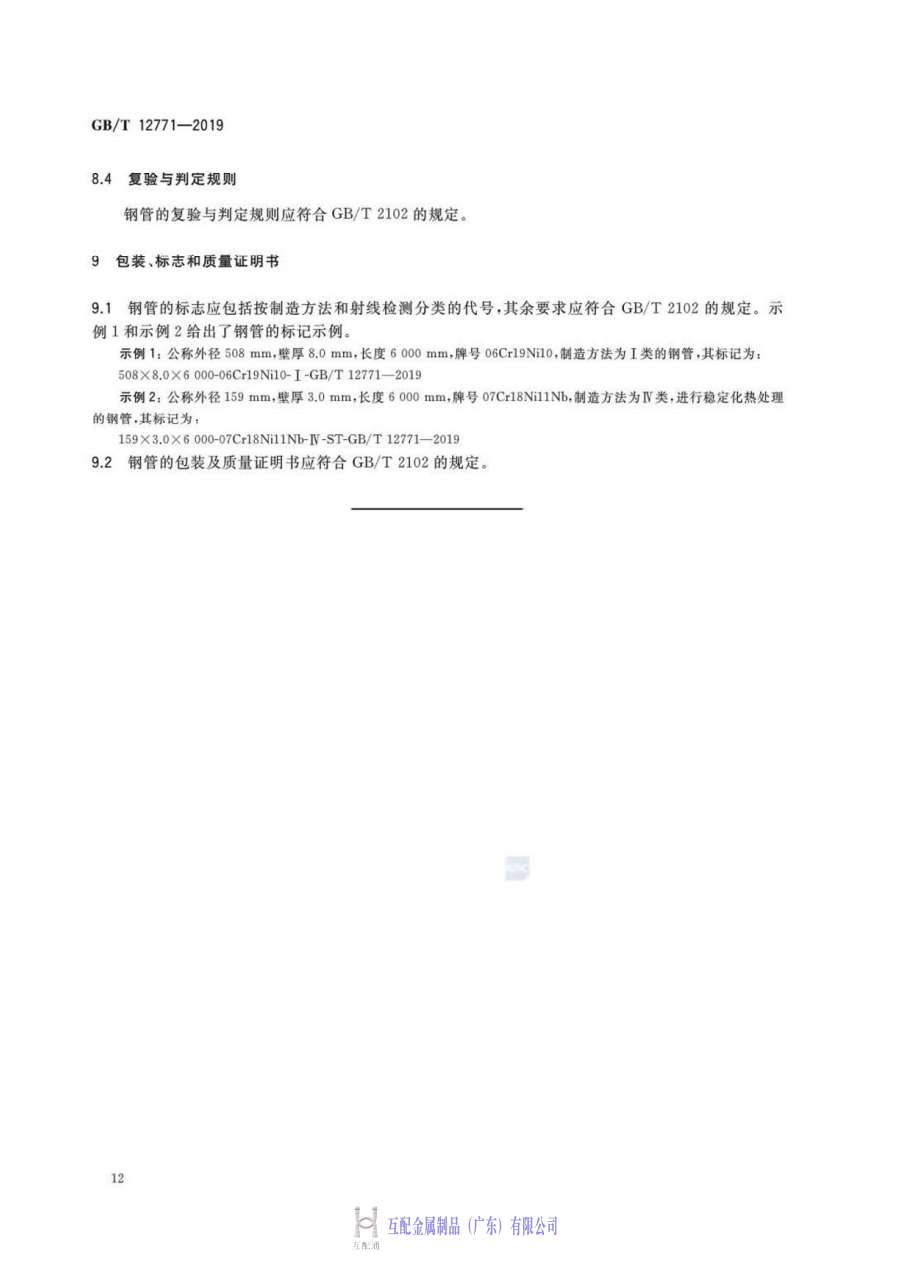 GB/T 12771—2019
8.4 复验与判定规则
钢管的复验与判定规则应符合 GB/T 2102 的规定。
9 包装、标志和质量证明书
9.1 钢管的标志应包括按制造方法和射线检测分类的代号,其余要求应符合 GB/T 2102 的规定。示
例 1 和示例 2 给出了钢管的标记示例。
示例 1: 公称外径 508 mm,壁厚 8.0 mm,长度 6 000 mm,牌号 06Cr19Ni10,制造方法为Ⅰ类的钢管,其标记为:
508×8.0×6 000-06Cr19Ni10-Ⅰ-GB/T 12771—2019
示例 2: 公称外径 159 mm,壁厚 3.0 mm,长度 6 000 mm,牌号 07Cr18Ni11Nb,制造方法为Ⅳ类,进行稳定化热处理
的钢管,其标记为:
159×3.0×6 000-07Cr18Ni11Nb-Ⅳ-ST-GB/T 12771—2019
9.2 钢管的包装及质量证明书应符合 GB/T 2102 的规定。
12
互配金属制品（广东）有限公司
互配通